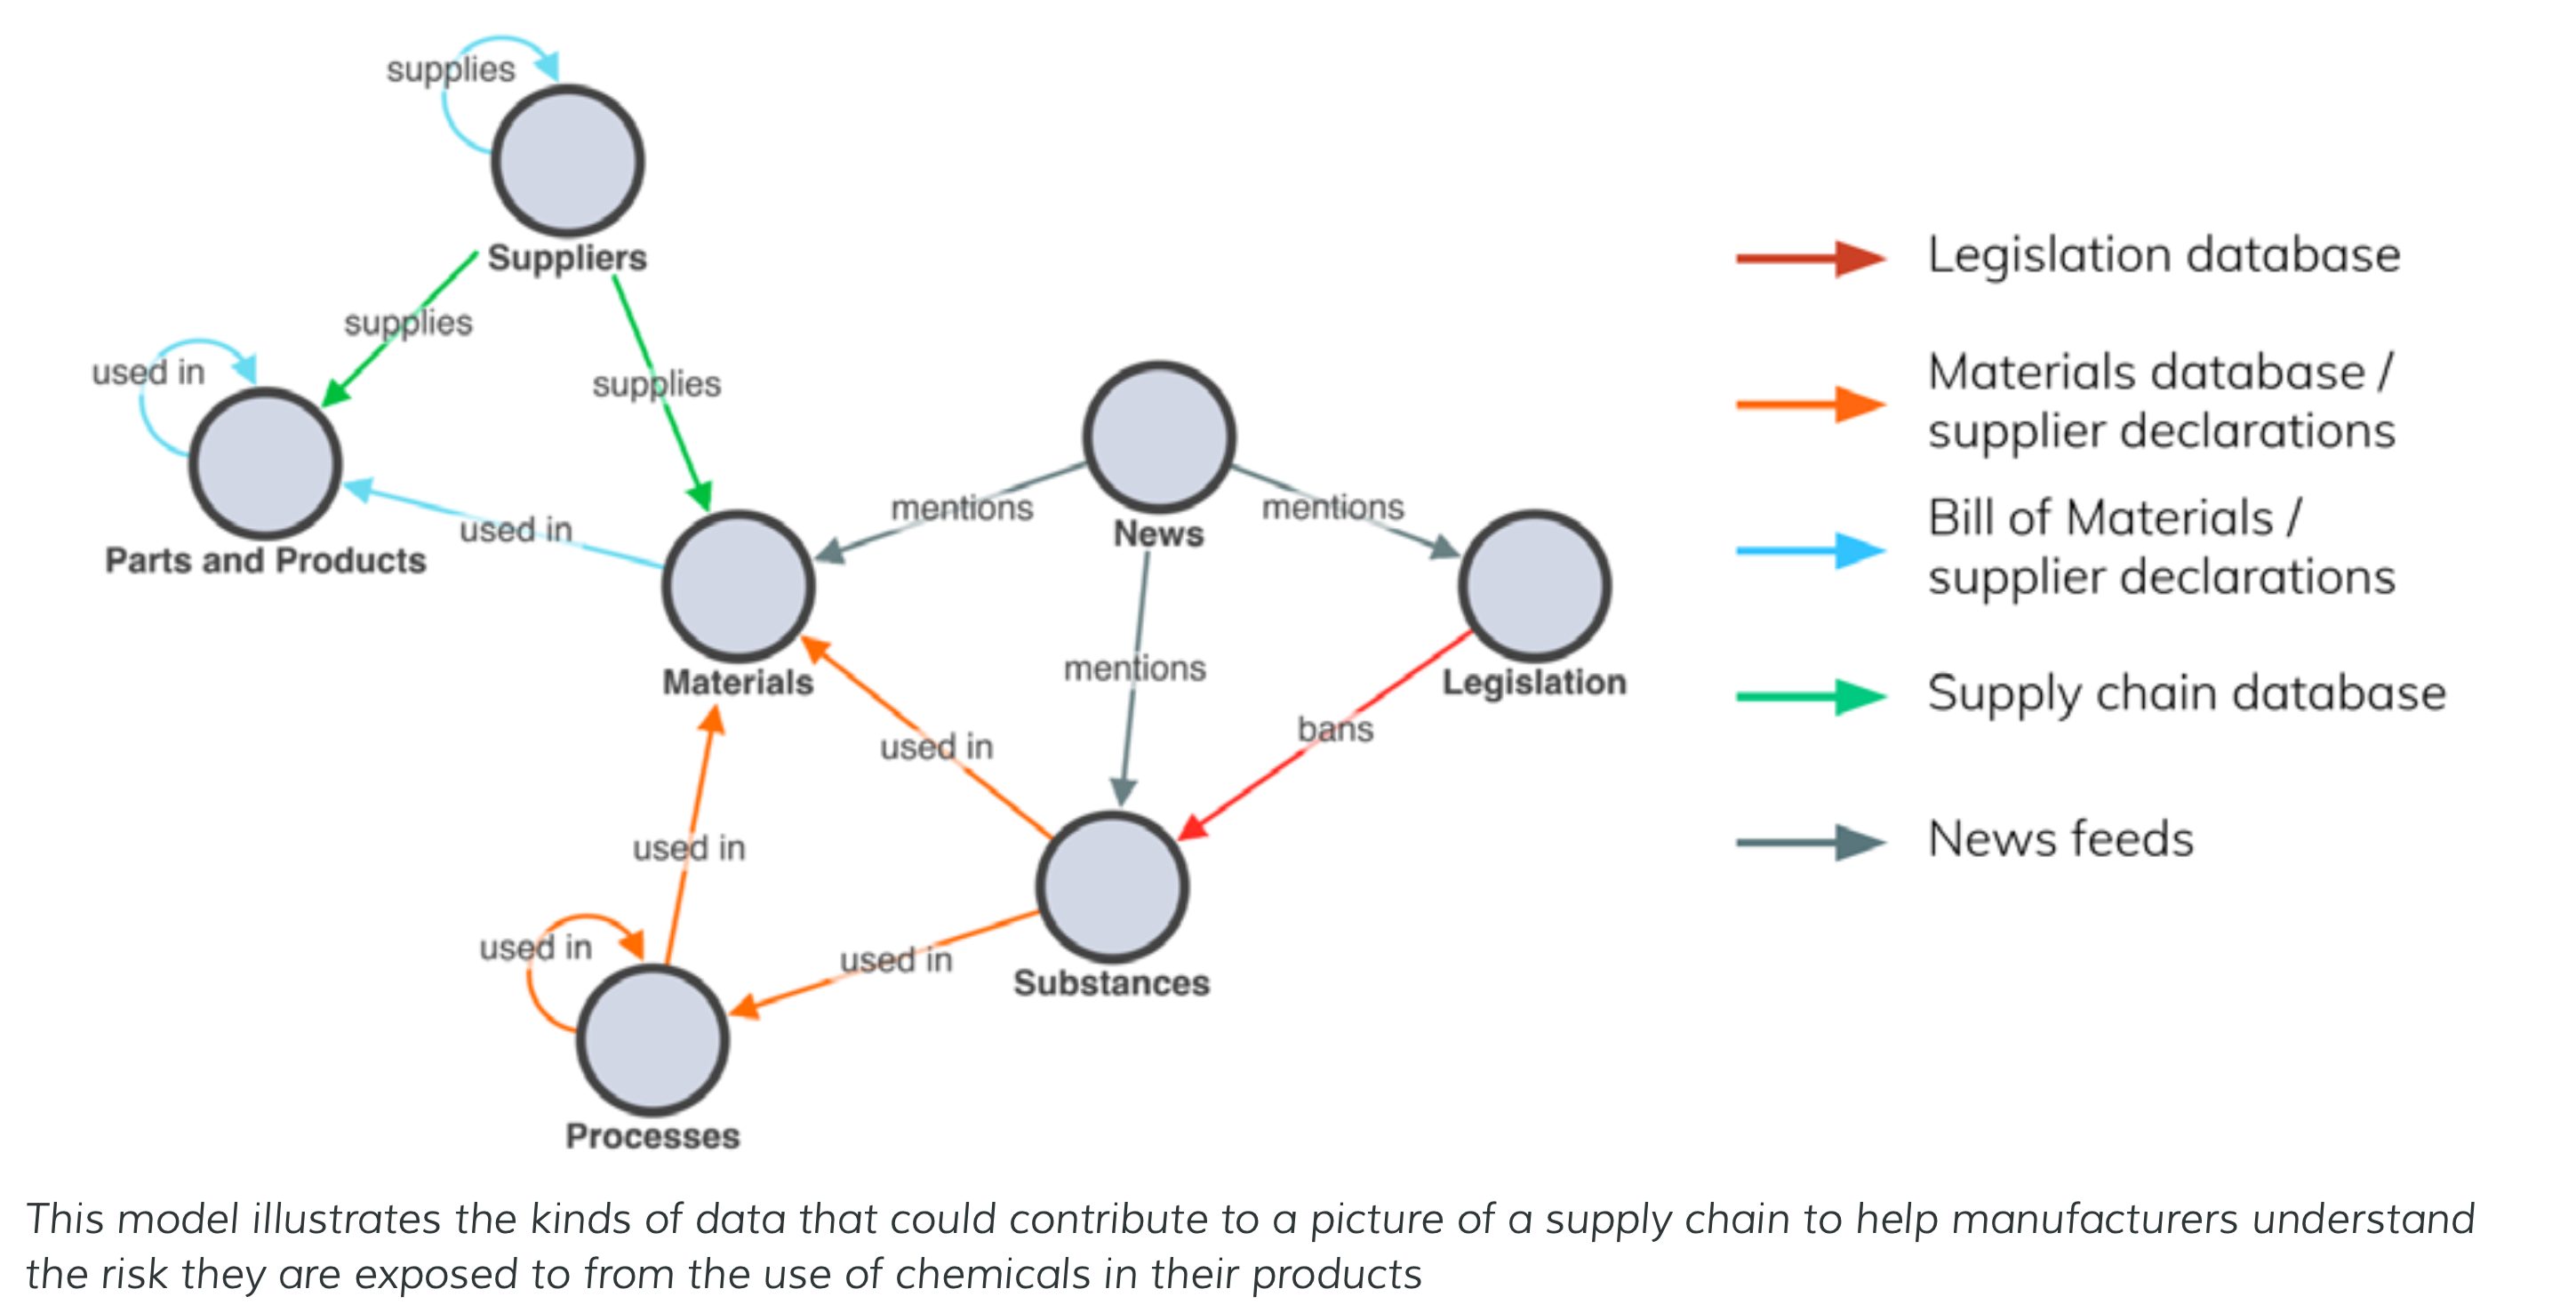 supplies
Suppliers
supplies
used in
supplies
Parts and Products
used in
Materials
mentions
News
mentions
Legislation
mentions
bans
used in
used in
used in
used in
Substances
Processes
Legislation database
Materials database /
supplier declarations
Bill of Materials /
supplier declarations
Supply chain database
News feeds
This model illustrates the kinds of data that could contribute to a picture of a supply chain to help manufacturers understand
the risk they are exposed to from the use of chemicals in their products